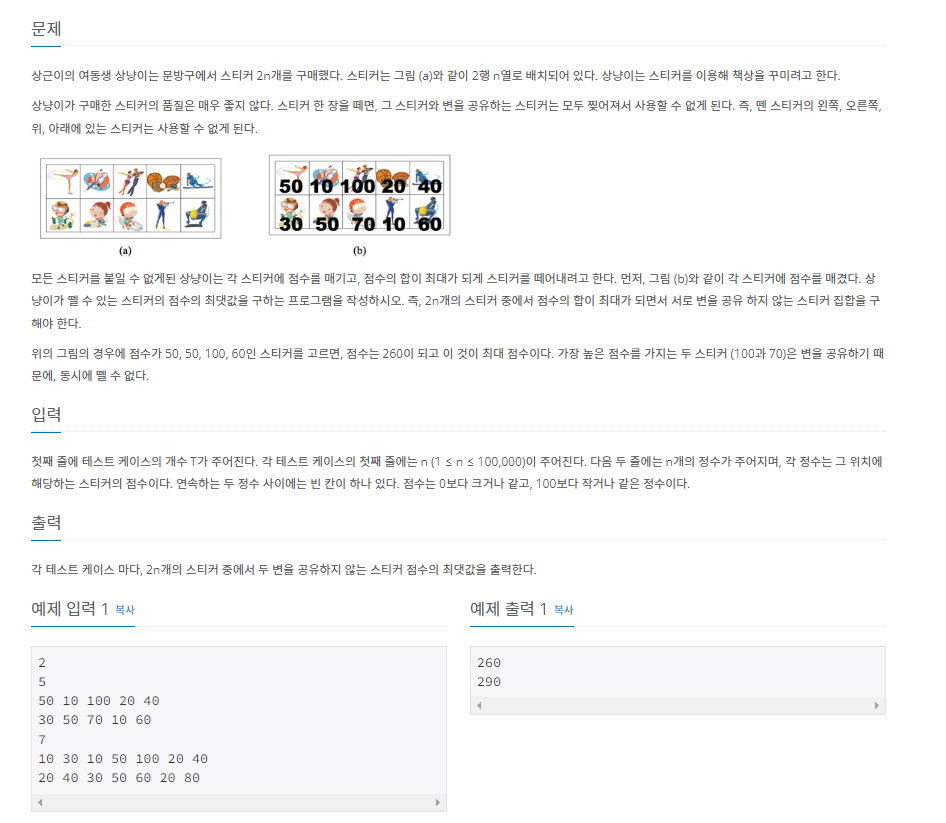 문제
상근이의 여동생 상냥이는 문방구에서 스티커 2n개를 구매했다. 스티커는 그림 (a)와 같이 2행 n열로 배치되어 있다. 상냥이는 스티커를 이용해 책상을 꾸미려고 한다.
상냥이가 구매한 스티커의 품질은 매우 좋지 않다. 스티커 한 장을 떼면, 그 스티커와 변을 공유하는 스티커는 모두 찢어져서 사용할 수 없게 된다. 즉, 뗀 스티커의 왼쪽, 오른쪽,
위, 아래에 있는 스티커는 사용할 수 없게 된다.
50 10 100 20 40
30 50 70 10 60
(a) (b)
모든 스티커를 붙일 수 없게된 상냥이는 각 스티커에 점수를 매기고, 점수의 합이 최대가 되게 스티커를 떼어내려고 한다. 먼저, 그림 (b)와 같이 각 스티커에 점수를 매겼다. 상
냥이가 뗄 수 있는 스티커의 점수의 최댓값을 구하는 프로그램을 작성하시오. 즉, 2n개의 스티커 중에서 점수의 합이 최대가 되면서 서로 변을 공유 하지 않는 스티커 집합을 구
해야 한다.
위의 그림의 경우에 점수가 50, 50, 100, 60인 스티커를 고르면, 점수는 260이 되고 이 것이 최대 점수이다. 가장 높은 점수를 가지는 두 스티커 (100과 70)은 변을 공유하기 때
문에, 동시에 뗄 수 없다.
입력
첫째 줄에 테스트 케이스의 개수 T가 주어진다. 각 테스트 케이스의 첫째 줄에는 n (1 ≤ n ≤ 100,000)이 주어진다. 다음 두 줄에는 n개의 정수가 주어지며, 각 정수는 그 위치에
해당하는 스티커의 점수이다. 연속하는 두 정수 사이에는 빈 칸이 하나 있다. 점수는 0보다 크거나 같고, 100보다 작거나 같은 정수이다.
출력
각 테스트 케이스 마다, 2n개의 스티커 중에서 두 변을 공유하지 않는 스티커 점수의 최댓값을 출력한다.
예제 입력 1 복사
2
5
50 10 100 20 40
30 50 70 10 60
7
10 30 10 50 100 20 40
20 40 30 50 60 20 80
예제 출력 1 복사
260
290